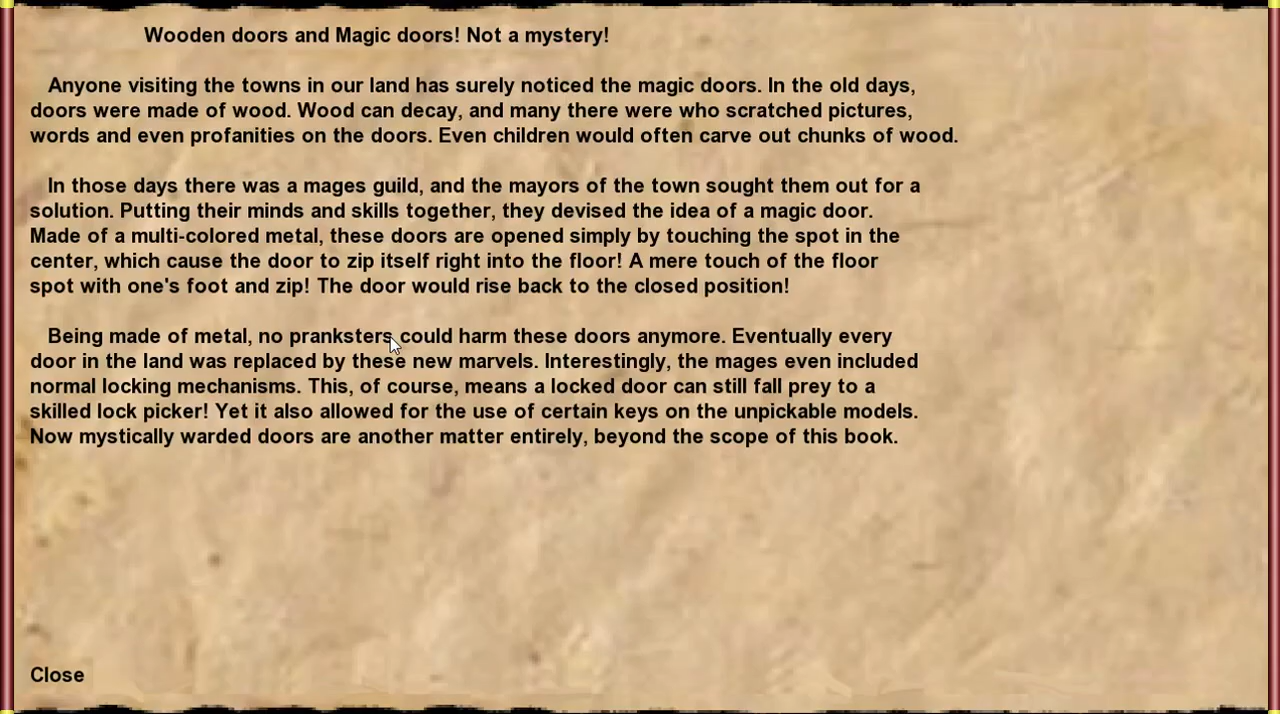 Wooden doors and Magic doors! Not a mystery!
Anyone visiting the towns in our land has surely noticed the magic doors. In the old days,
doors were made of wood. Wood can decay, and many there were who scratched pictures,
words and even profanities on the doors. Even children would often carve out chunks of wood.
In those days there was a mages guild, and the mayors of the town sought them out for a
solution. Putting their minds and skills together, they devised the idea of a magic door.
Made of a multi-colored metal, these doors are opened simply by touching the spot in the
center, which cause the door to zip itself right into the floor! A mere touch of the floor
spot with one's foot and zip! The door would rise back to the closed position!
Being made of metal, no pranksters could harm these doors anymore. Eventually every
door in the land was replaced by these new marvels. Interestingly, the mages even included
normal locking mechanisms. This, of course, means a locked door can still fall prey to a
skilled lock picker! Yet it also allowed for the use of certain keys on the unpickable models.
Now mystically warded doors are another matter entirely, beyond the scope of this book.
Close